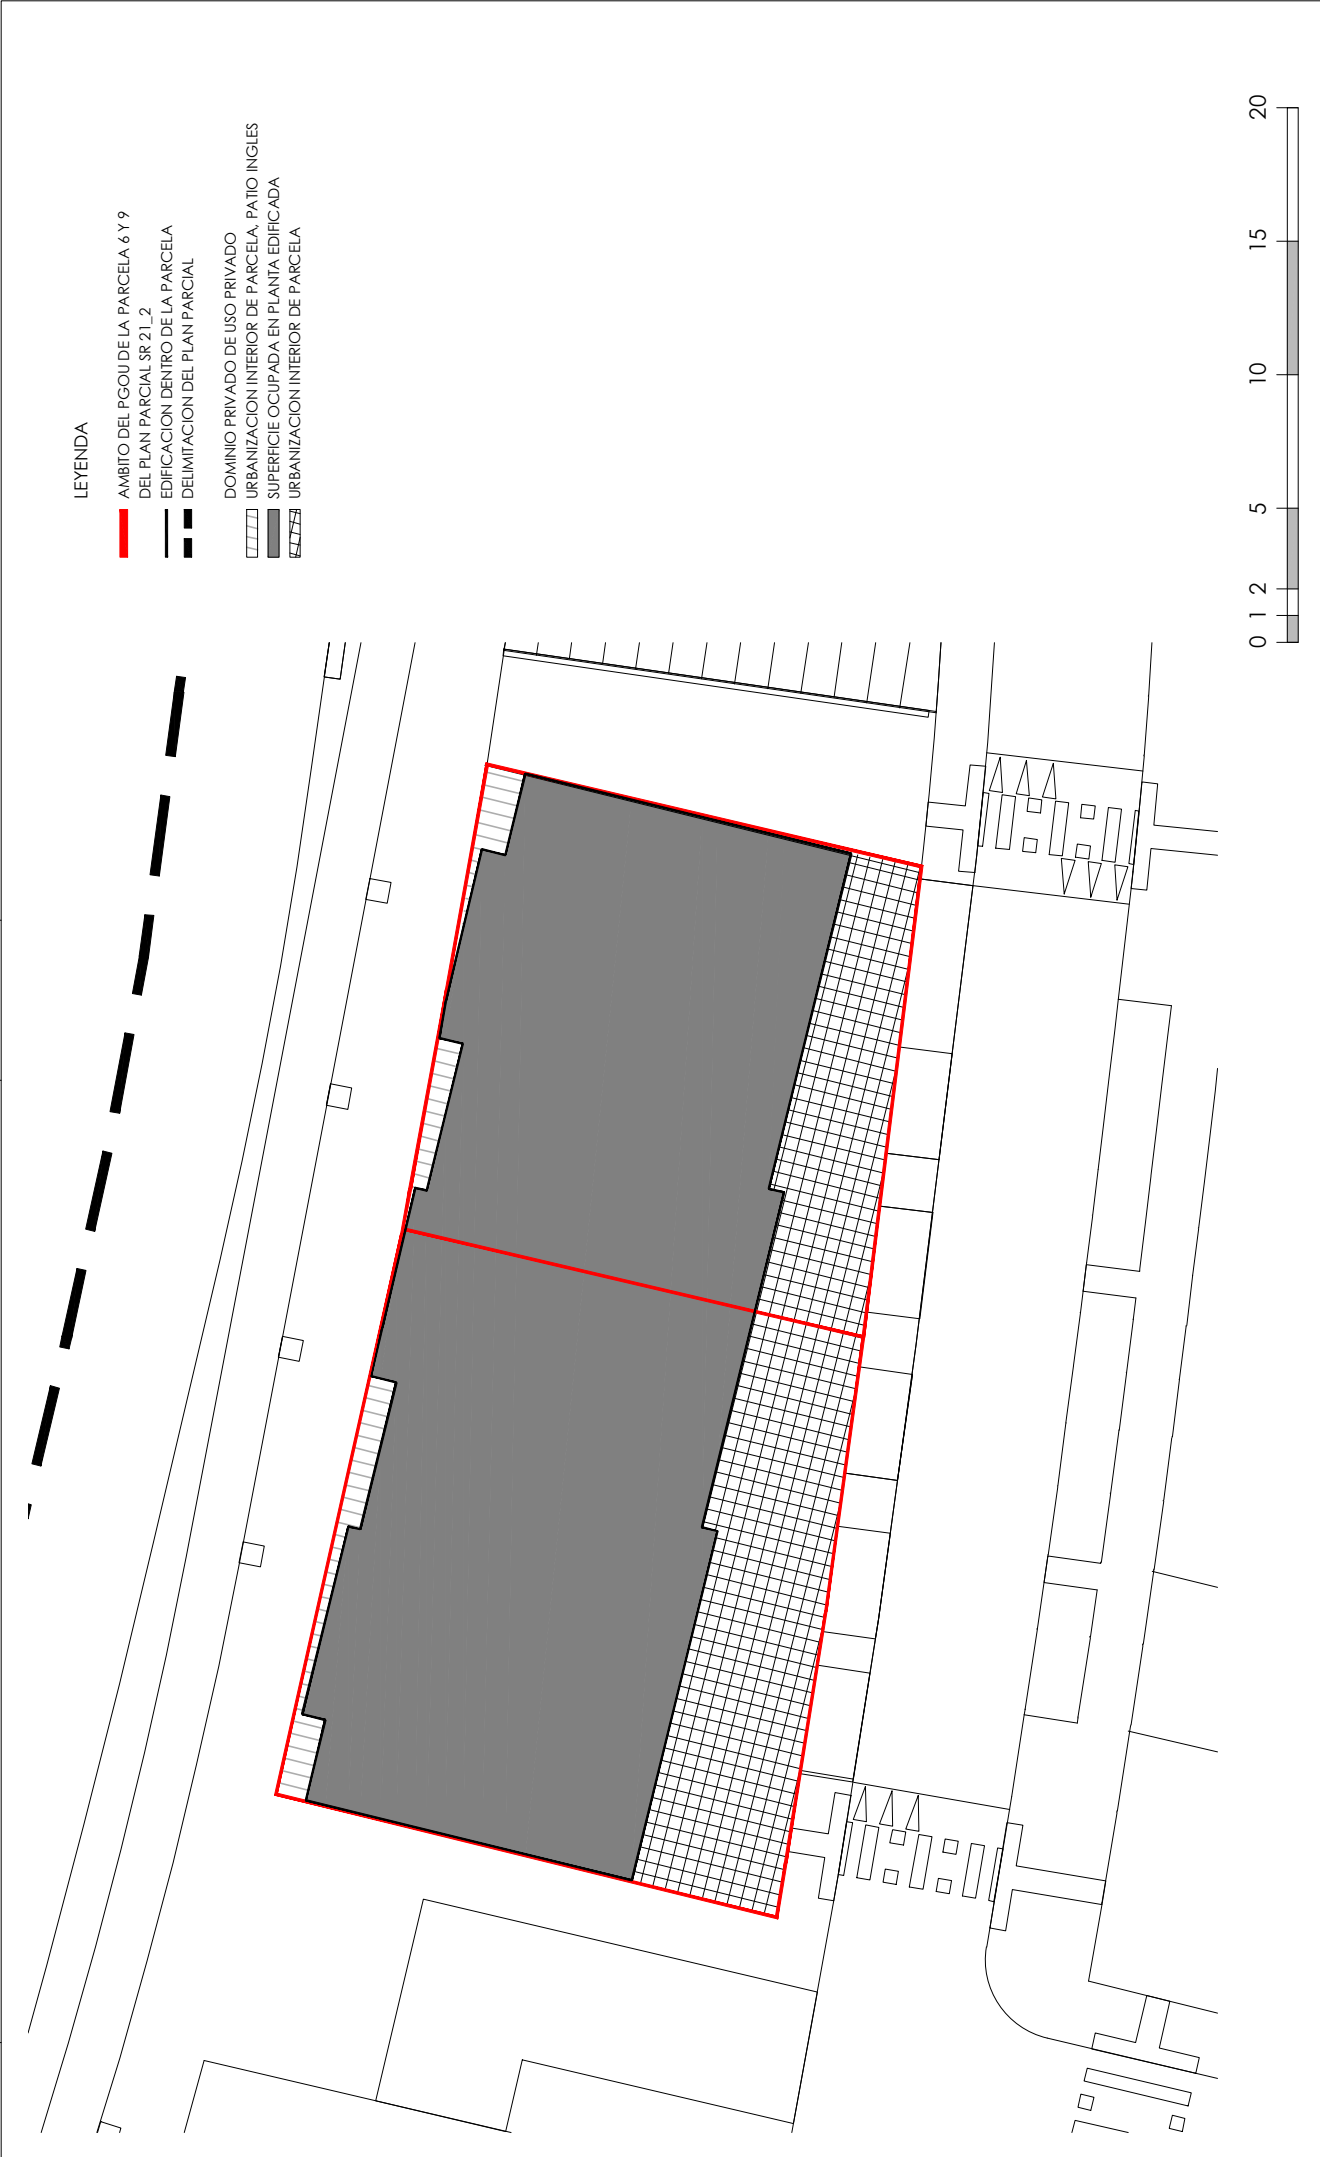 LEYENDA
AMBITO DEL PGOU DE LA PARCELA 6 Y 9
DEL PLAN PARCIAL SR 21_2
EDIFICACION DENTRO DE LA PARCELA
DELIMITACION DEL PLAN PARCIAL
DOMINIO PRIVADO DE USO PRIVADO
URBANIZACION INTERIOR DE PARCELA, PATIO INGLES
SUPERFICIE OCUPADA EN PLANTA EDIFICADA
URBANIZACION INTERIOR DE PARCELA
0 1 2 5 10 15 20